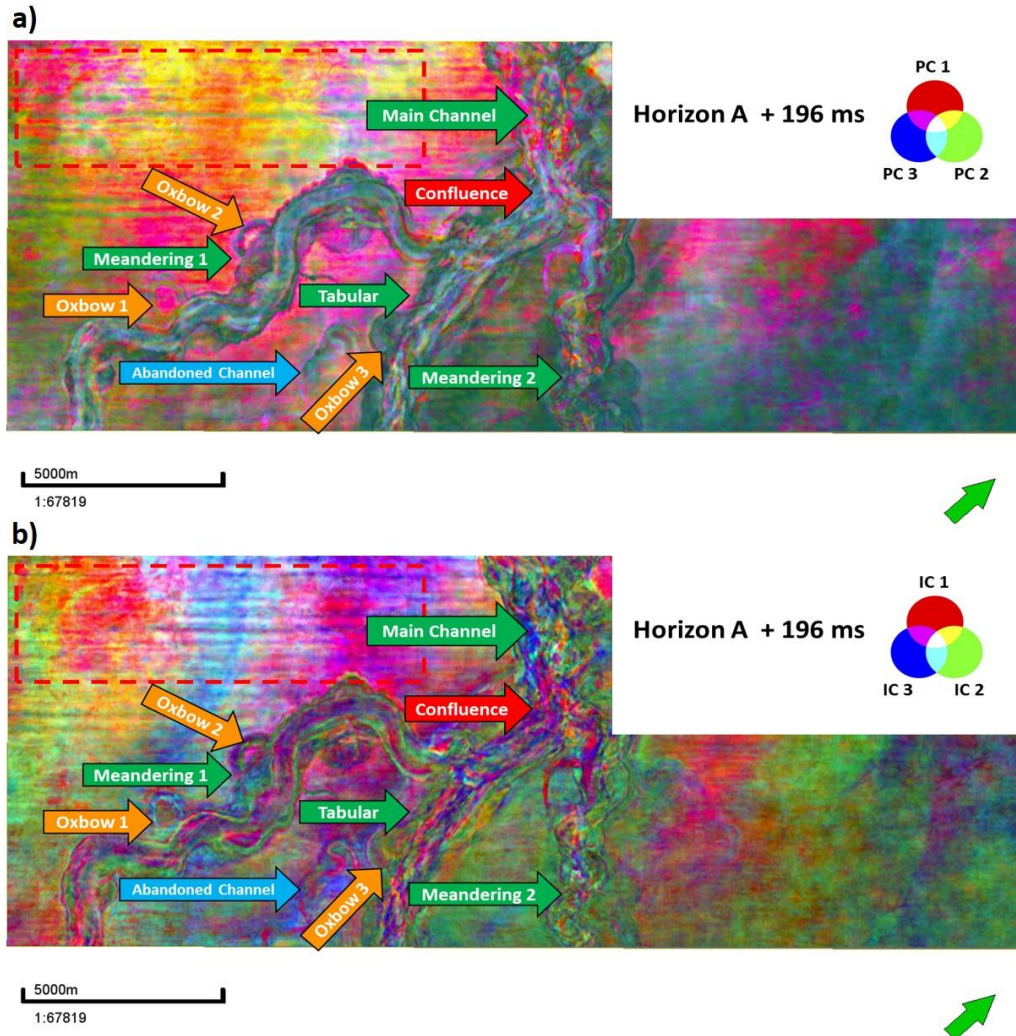 a)
PC 1
Main Channel
Horizon A + 196 ms
PC 3 PC 2
Oxbow 2
Confluence
Meandering 1
Oxbow 1
Tabular
Abandoned Channel
Oxbow 3
Meandering 2
5000m
1:67819
b)
IC 1
Main Channel
Horizon A + 196 ms
IC 3 IC 2
Oxbow 2
Confluence
Meandering 1
Oxbow 1
Tabular
Abandoned Channel
Oxbow 3
Meandering 2
5000m
1:67819